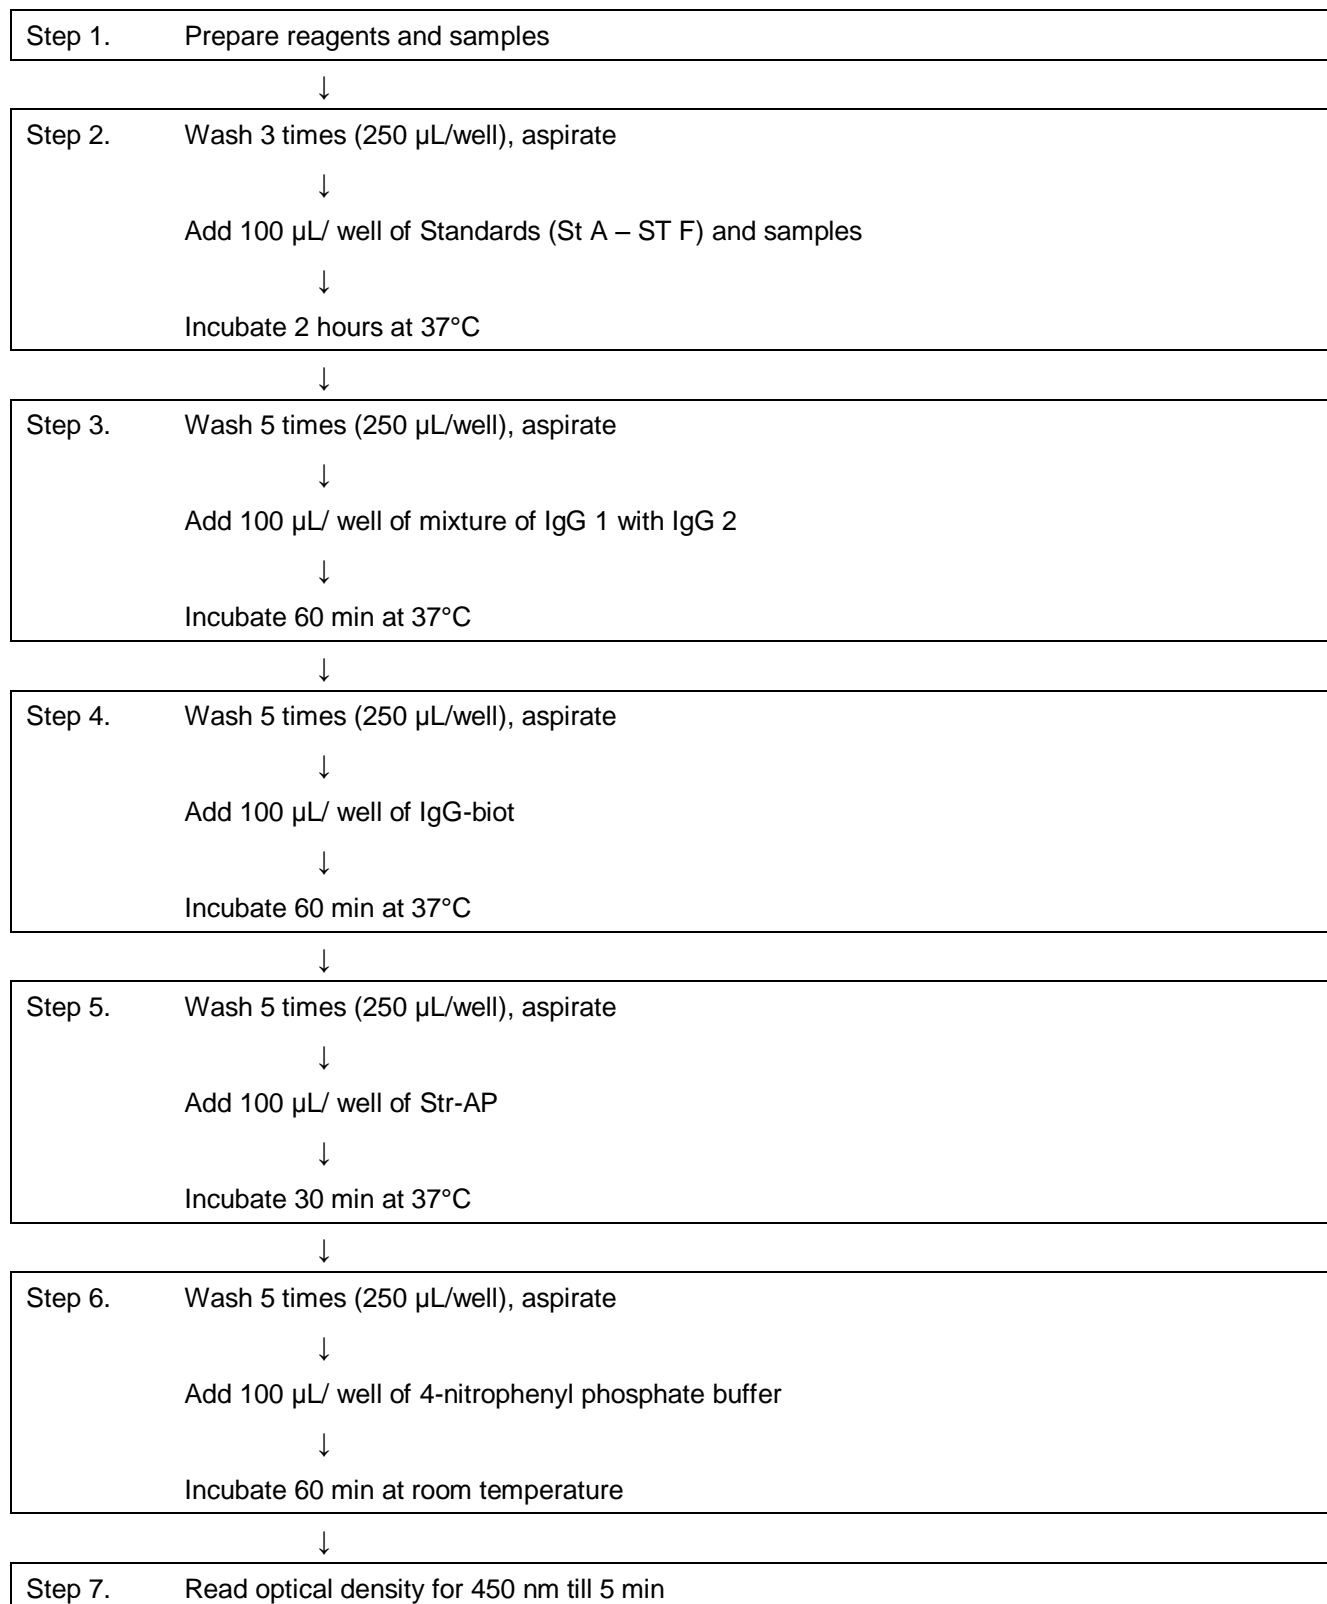 Step 1. Prepare reagents and samples
↓
Step 2. Wash 3 times (250 µL/well), aspirate
↓
Add 100 µL/ well of Standards (St A – ST F) and samples
↓
Incubate 2 hours at 37°C
↓
Step 3. Wash 5 times (250 µL/well), aspirate
↓
Add 100 µL/ well of mixture of IgG 1 with IgG 2
↓
Incubate 60 min at 37°C
↓
Step 4. Wash 5 times (250 µL/well), aspirate
↓
Add 100 µL/ well of IgG-biot
↓
Incubate 60 min at 37°C
↓
Step 5. Wash 5 times (250 µL/well), aspirate
↓
Add 100 µL/ well of Str-AP
↓
Incubate 30 min at 37°C
↓
Step 6. Wash 5 times (250 µL/well), aspirate
↓
Add 100 µL/ well of 4-nitrophenyl phosphate buffer
↓
Incubate 60 min at room temperature
↓
Step 7. Read optical density for 450 nm till 5 min